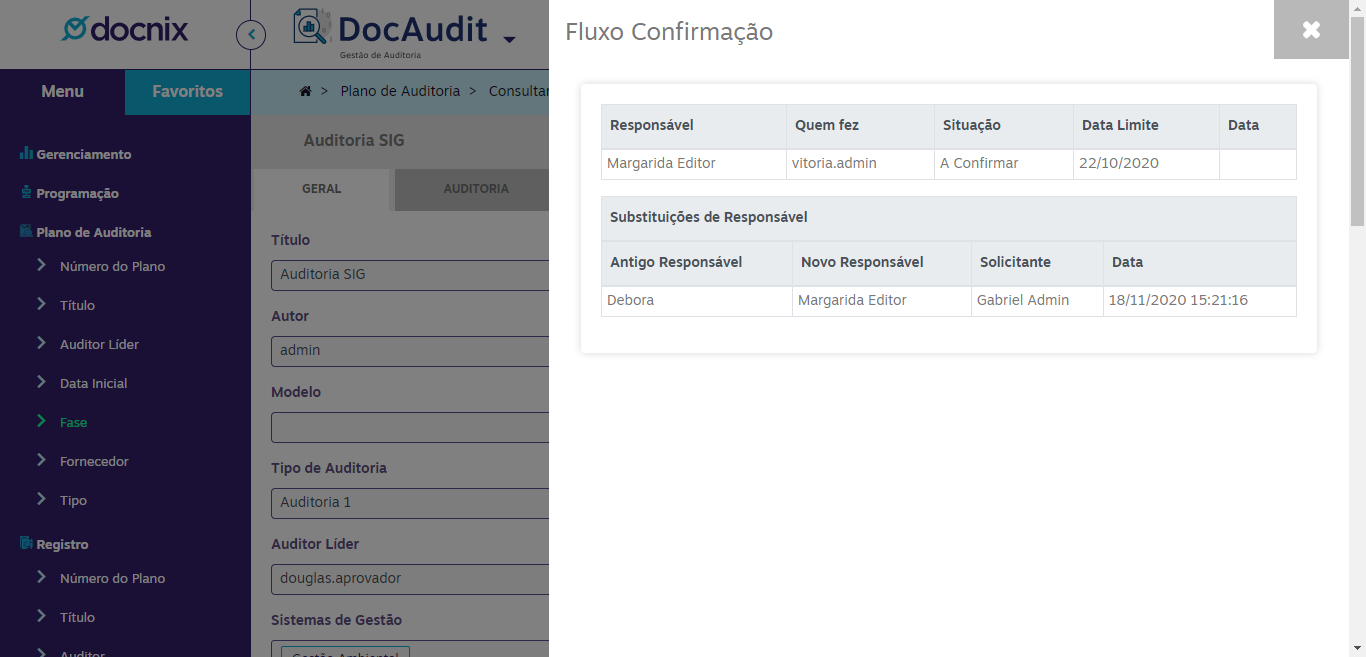 docnix
DocAudit
Gestão de Auditoria
Menu
Favoritos
Gerenciamento
Programação
Plano de Auditoria
Número do Plano
Título
Auditor Líder
Data Inicial
Fase
Fornecedor
Tipo
Registro
Número do Plano
Título
Auditor
> Plano de Auditoria > Consultar
Auditoria SIG
GERAL AUDITORIA
Título
Auditoria SIG
Autor
admin
Modelo
Tipo de Auditoria
Auditoria 1
Auditor Líder
douglas.aprovador
Sistemas de Gestão
Gestão Ambiental
Fluxo Confirmação
Responsável Quem fez Situação Data Limite Data
Margarida Editor vitoria.admin A Confirmar 22/10/2020
Substituições de Responsável
Antigo Responsável Novo Responsável Solicitante Data
Debora Margarida Editor Gabriel Admin 18/11/2020 15:21:16